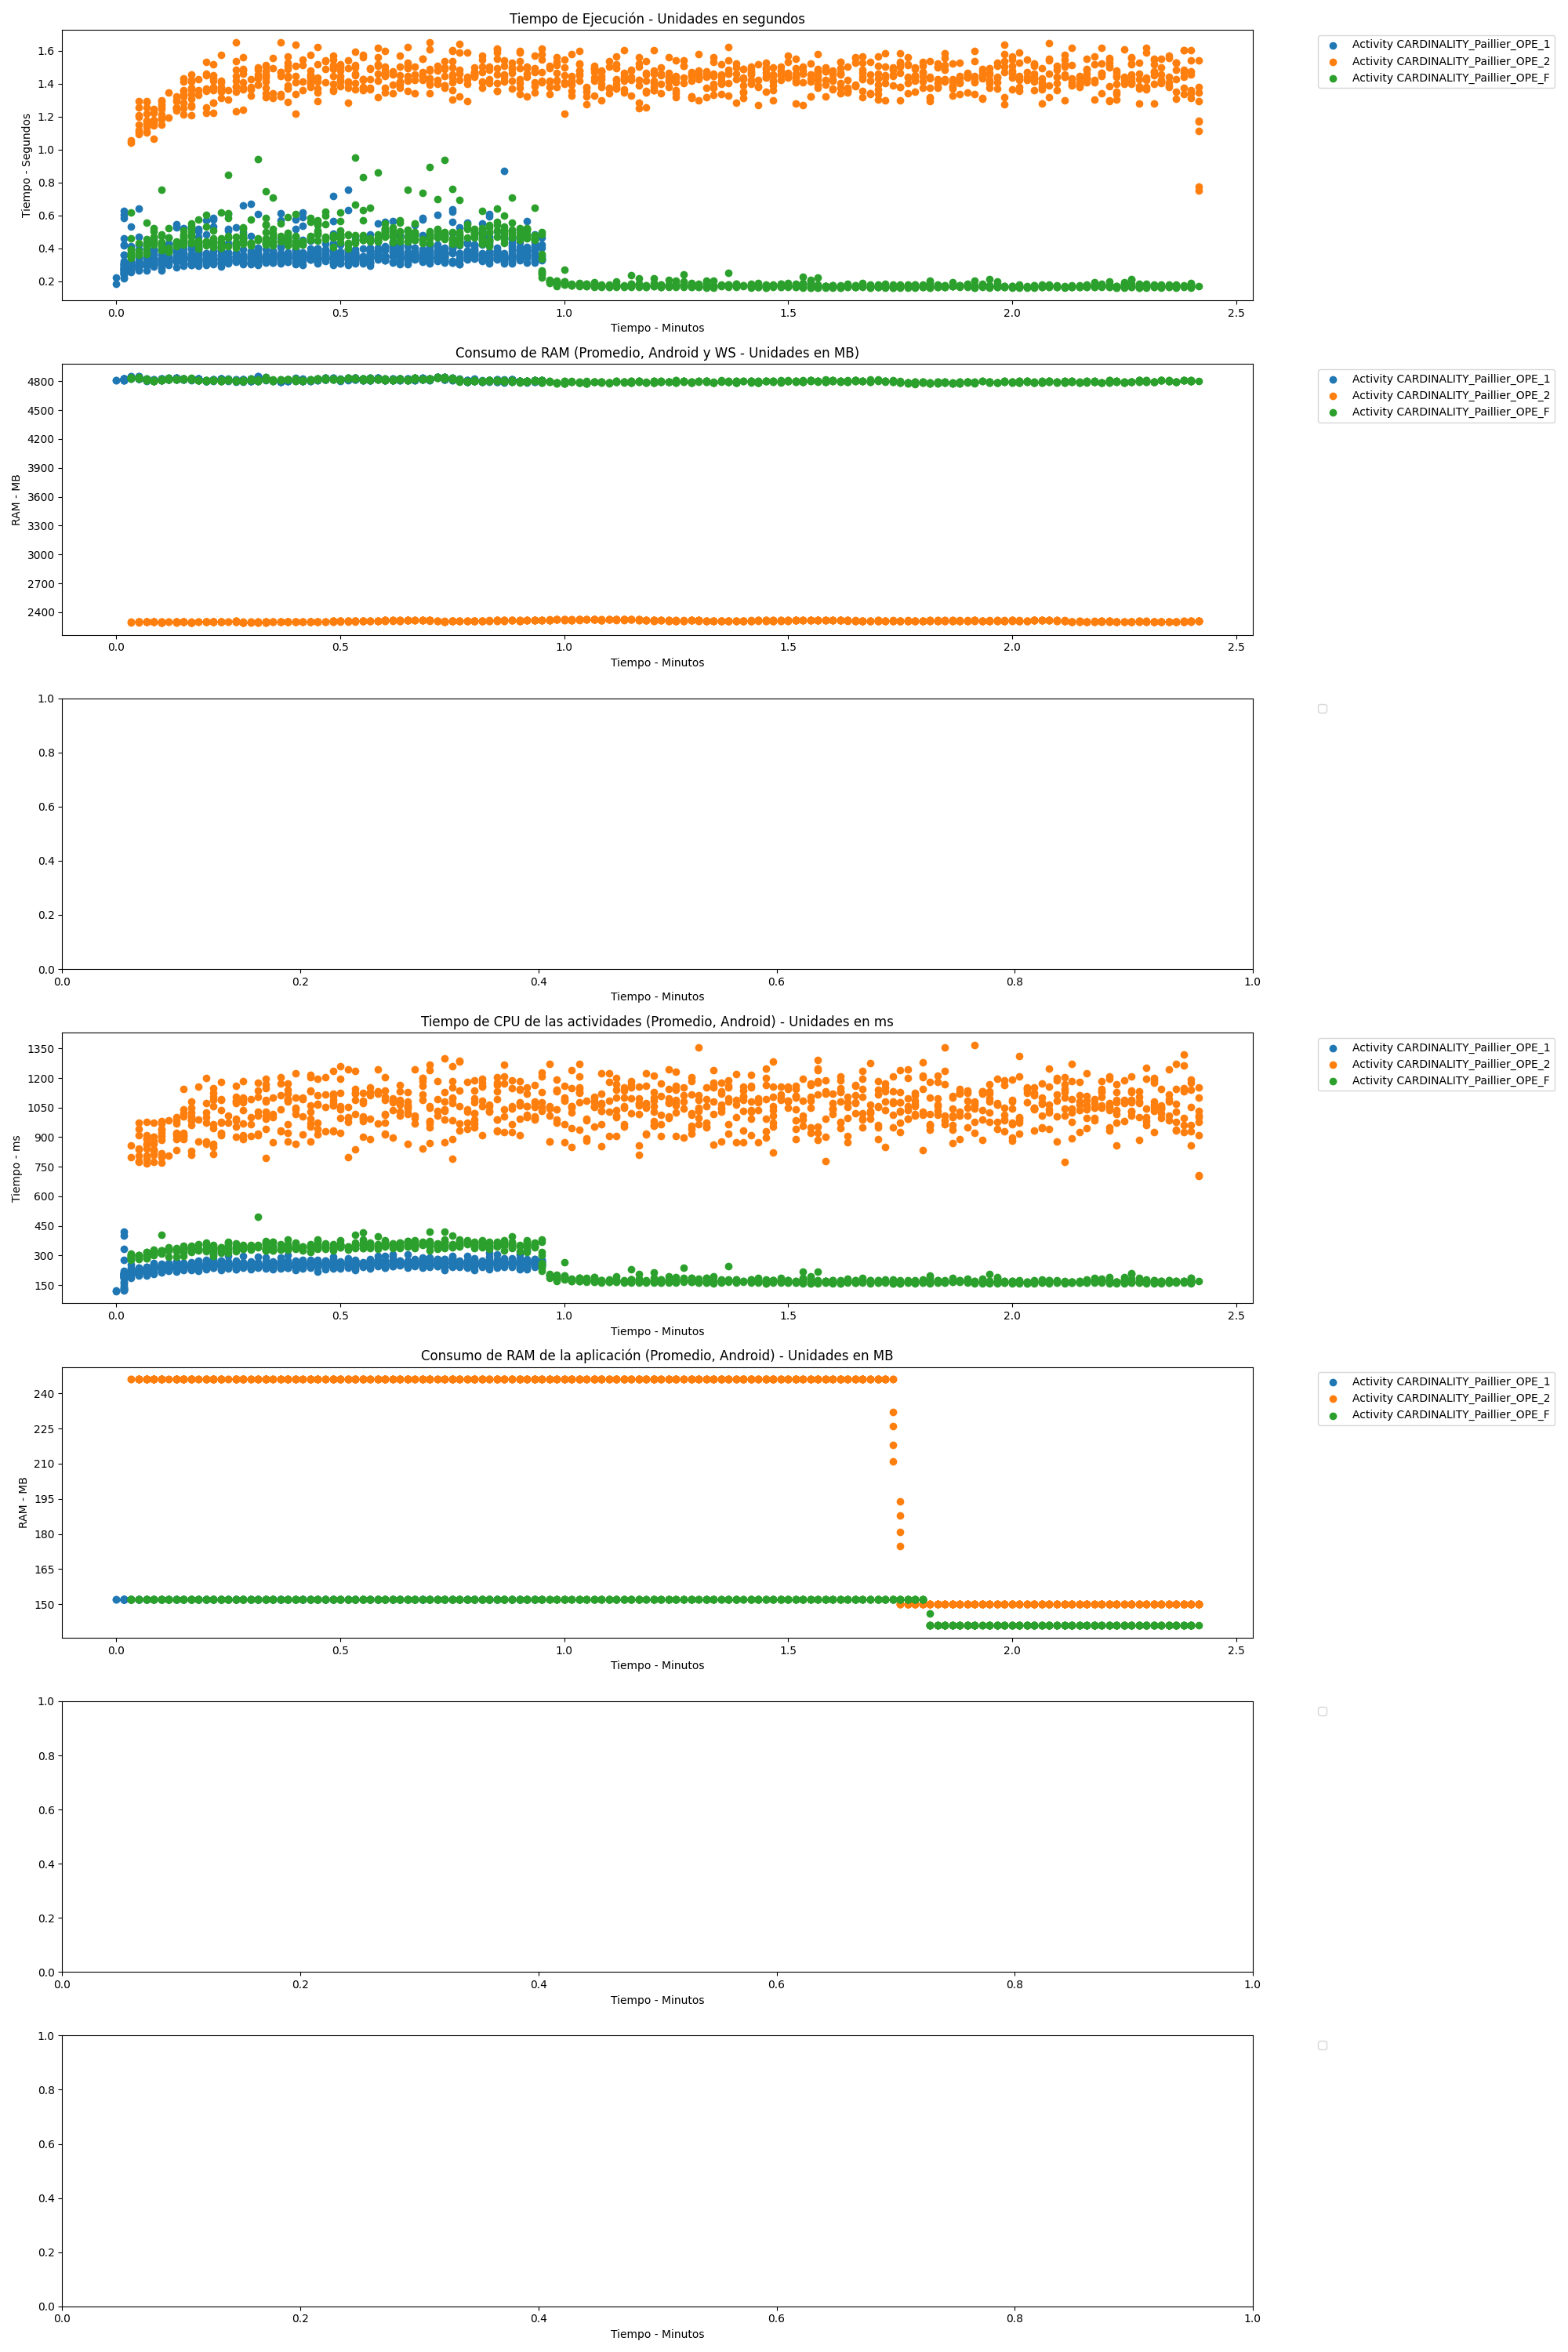 Tiempo de Ejecución - Unidades en segundos
Tiempo - Segundos
1.6
1.4
1.2
1.0
0.8
0.6
0.4
0.2
0.0 0.5 1.0 1.5 2.0 2.5
Tiempo - Minutos
Activity CARDINALITY_Paillier_OPE_1
Activity CARDINALITY_Paillier_OPE_2
Activity CARDINALITY_Paillier_OPE_F
Consumo de RAM (Promedio, Android y WS - Unidades en MB)
RAM - MB
4800
4500
4200
3900
3600
3300
3000
2700
2400
0.0 0.5 1.0 1.5 2.0 2.5
Tiempo - Minutos
Activity CARDINALITY_Paillier_OPE_1
Activity CARDINALITY_Paillier_OPE_2
Activity CARDINALITY_Paillier_OPE_F
1.0
0.8
0.6
0.4
0.2
0.0
0.0 0.2 0.4 0.6 0.8 1.0
Tiempo - Minutos
Tiempo de CPU de las actividades (Promedio, Android) - Unidades en ms
Tiempo - ms
1350
1200
1050
900
750
600
450
300
150
0.0 0.5 1.0 1.5 2.0 2.5
Tiempo - Minutos
Activity CARDINALITY_Paillier_OPE_1
Activity CARDINALITY_Paillier_OPE_2
Activity CARDINALITY_Paillier_OPE_F
Consumo de RAM de la aplicación (Promedio, Android) - Unidades en MB
RAM - MB
240
225
210
195
180
165
150
0.0 0.5 1.0 1.5 2.0 2.5
Tiempo - Minutos
Activity CARDINALITY_Paillier_OPE_1
Activity CARDINALITY_Paillier_OPE_2
Activity CARDINALITY_Paillier_OPE_F
1.0
0.8
0.6
0.4
0.2
0.0
0.0 0.2 0.4 0.6 0.8 1.0
Tiempo - Minutos
1.0
0.8
0.6
0.4
0.2
0.0
0.0 0.2 0.4 0.6 0.8 1.0
Tiempo - Minutos